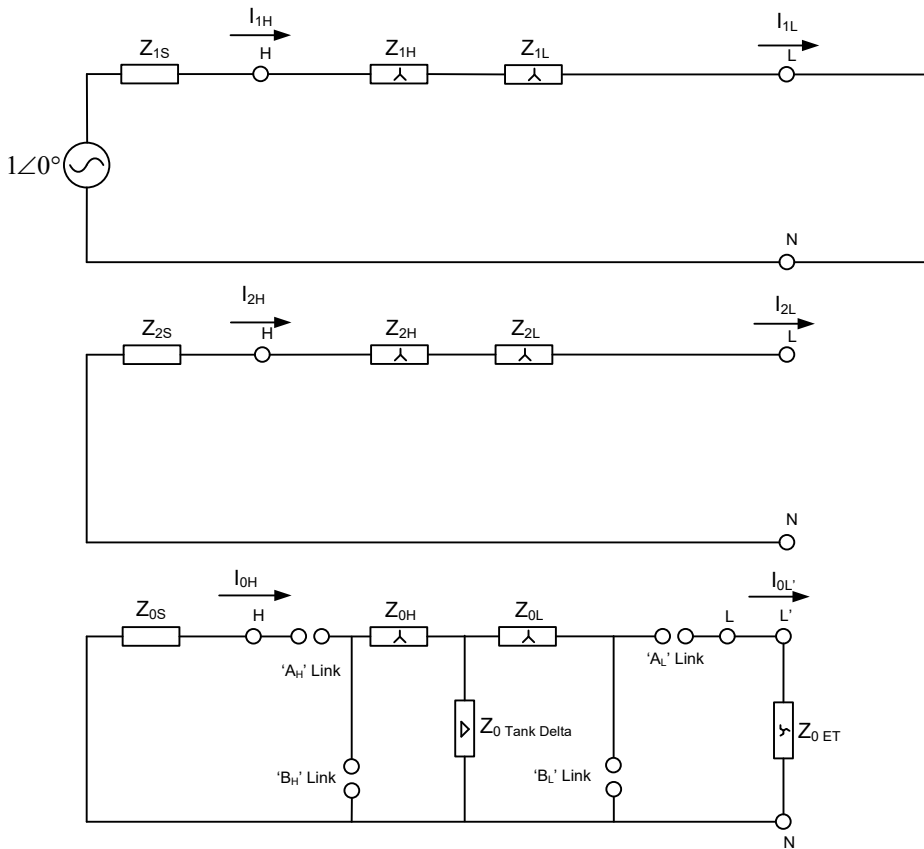 I1H
I1L
Z1S
H
Z1H
Z1L
L
1∠0°
N
I2H
I2L
Z2S
H
Z2H
Z2L
L
N
I0H
I0L'
Z0S
H
Z0H
Z0L
L
L'
'AH' Link
'AL' Link
Z0 Tank Delta
Z0 ET
'BH' Link
'BL' Link
N